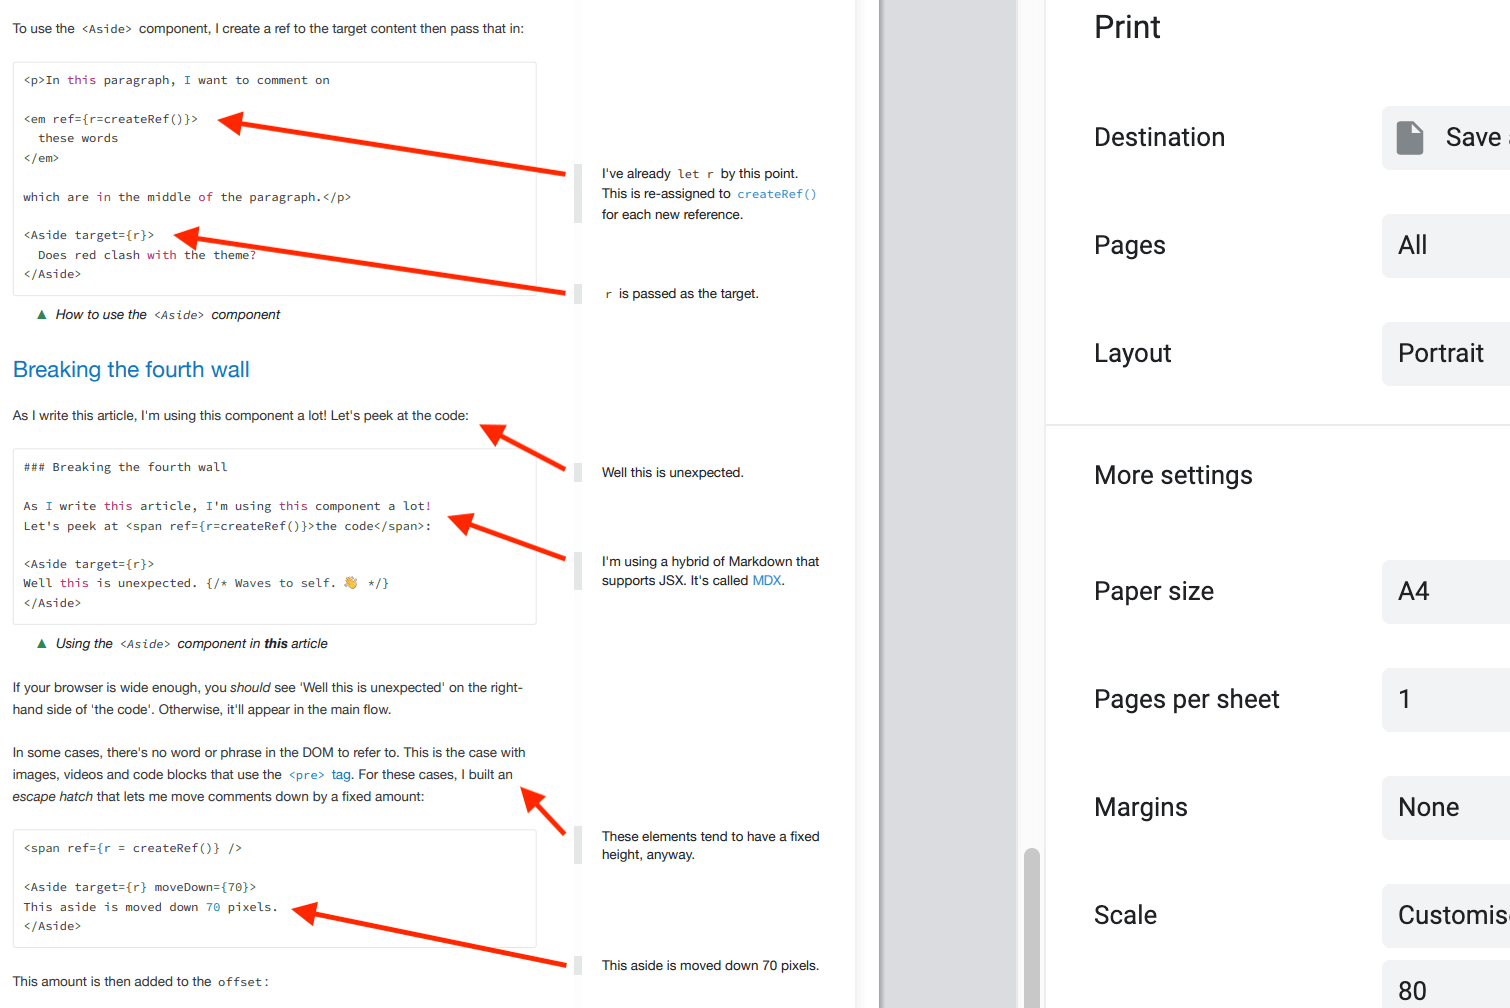 To use the <Aside> component, I create a ref to the target content then pass that in:
<p>In this paragraph, I want to comment on
<em ref={r=createRef()}>
these words
</em>
which are in the middle of the paragraph.</p>
<Aside target={r}>
Does red clash with the theme?
</Aside>
▲ How to use the <Aside> component
I've already let r by this point.
This is re-assigned to createRef()
for each new reference.
r is passed as the target.
Breaking the fourth wall
As I write this article, I'm using this component a lot! Let's peek at the code:
### Breaking the fourth wall
As I write this article, I'm using this component a lot!
Let's peek at <span ref={r=createRef()}>the code</span>:
<Aside target={r}>
Well this is unexpected. {/* Waves to self. 👋 */}
</Aside>
▲ Using the <Aside> component in this article
Well this is unexpected.
I'm using a hybrid of Markdown that
supports JSX. It's called MDX.
If your browser is wide enough, you should see 'Well this is unexpected' on the right-
hand side of 'the code'. Otherwise, it'll appear in the main flow.
In some cases, there's no word or phrase in the DOM to refer to. This is the case with
images, videos and code blocks that use the <pre> tag. For these cases, I built an
escape hatch that lets me move comments down by a fixed amount:
These elements tend to have a fixed
height, anyway.
<span ref={r = createRef()} />
<Aside target={r} moveDown={70}>
This aside is moved down 70 pixels.
</Aside>
This aside is moved down 70 pixels.
This amount is then added to the offset:
Print
Destination
Save
Pages
All
Layout
Portrait
More settings
Paper size
A4
Pages per sheet
1
Margins
None
Scale
Customis
80